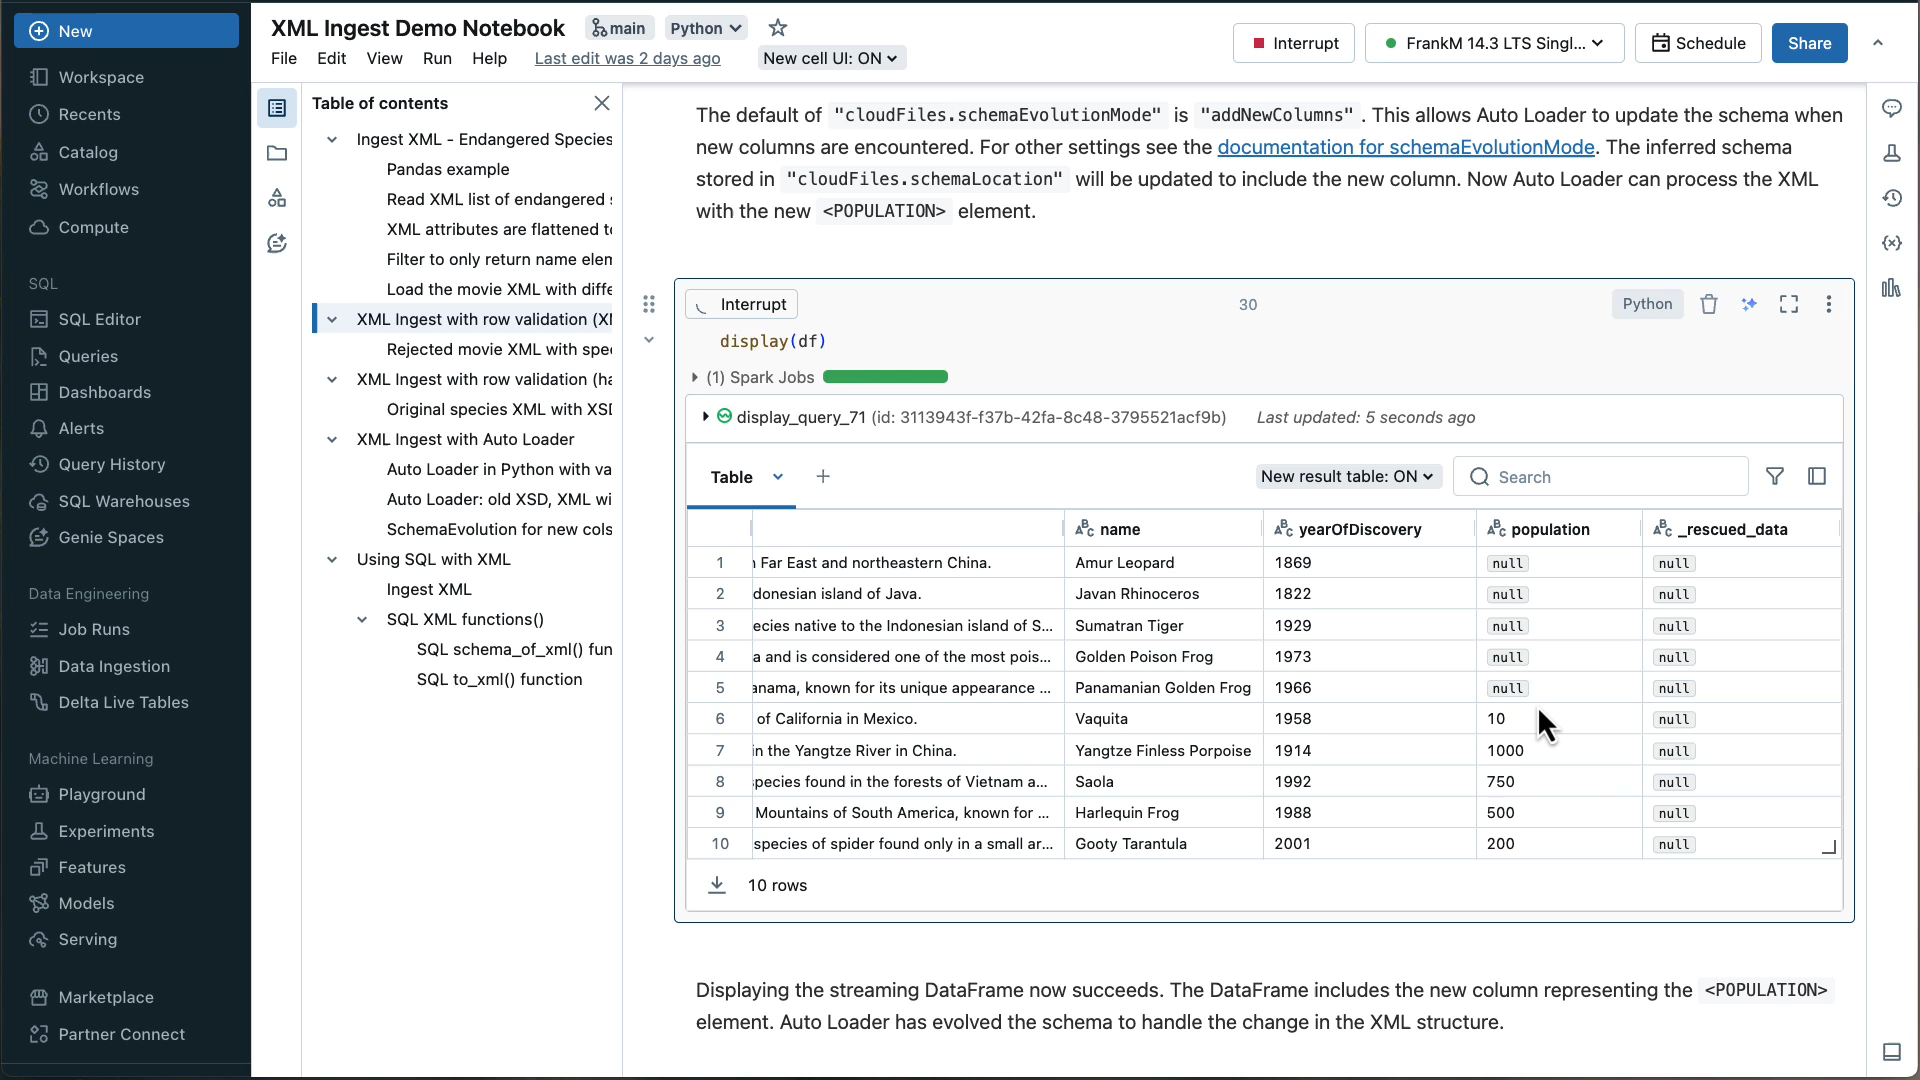 New
Workspace
Recents
Catalog
Workflows
Compute
SQL
SQL Editor
Queries
Dashboards
Alerts
Query History
SQL Warehouses
Genie Spaces
Data Engineering
Job Runs
Data Ingestion
Delta Live Tables
Machine Learning
Playground
Experiments
Features
Models
Serving
Marketplace
Partner Connect
XML Ingest Demo Notebook main Python
File Edit View Run Help Last edit was 2 days ago New cell UI: ON
Interrupt FrankM 14.3 LTS Singl... Schedule Share
Table of contents
Ingest XML - Endangered Species
Pandas example
Read XML list of endangered
XML attributes are flattened to
Filter to only return name elem
Load the movie XML with diffe
XML Ingest with row validation (XM
Rejected movie XML with spe
XML Ingest with row validation (ha
Original species XML with XSD
XML Ingest with Auto Loader
Auto Loader in Python with va
Auto Loader: old XSD, XML wi
SchemaEvolution for new cols
Using SQL with XML
Ingest XML
SQL XML functions()
SQL schema_of_xml() fun
SQL to_xml() function
The default of "cloudFiles.schemaEvolutionMode" is "addNewColumns" . This allows Auto Loader to update the schema when
new columns are encountered. For other settings see the documentation for schemaEvolutionMode. The inferred schema
stored in "cloudFiles.schemaLocation" will be updated to include the new column. Now Auto Loader can process the XML
with the new <POPULATION> element.
Interrupt 30 Python
display(df)
(1) Spark Jobs
display_query_71 (id: 3113943f-f37b-42fa-8c48-3795521acf9b) Last updated: 5 seconds ago
Table + New result table: ON Search
ABC name ABC yearOfDiscovery ABC population ABC _rescued_data
1 Far East and northeastern China. Amur Leopard 1869 null null
2 donesian island of Java. Javan Rhinoceros 1822 null null
3 ecies native to the Indonesian island of S... Sumatran Tiger 1929 null null
4 a and is considered one of the most pois... Golden Poison Frog 1973 null null
5 anama, known for its unique appearance ... Panamanian Golden Frog 1966 null null
6 of California in Mexico. Vaquita 1958 10 null
7 in the Yangtze River in China. Yangtze Finless Porpoise 1914 1000 null
8 species found in the forests of Vietnam a... Saola 1992 750 null
9 Mountains of South America, known for ... Harlequin Frog 1988 500 null
10 species of spider found only in a small ar... Gooty Tarantula 2001 200 null
10 rows
Displaying the streaming DataFrame now succeeds. The DataFrame includes the new column representing the <POPULATION>
element. Auto Loader has evolved the schema to handle the change in the XML structure.